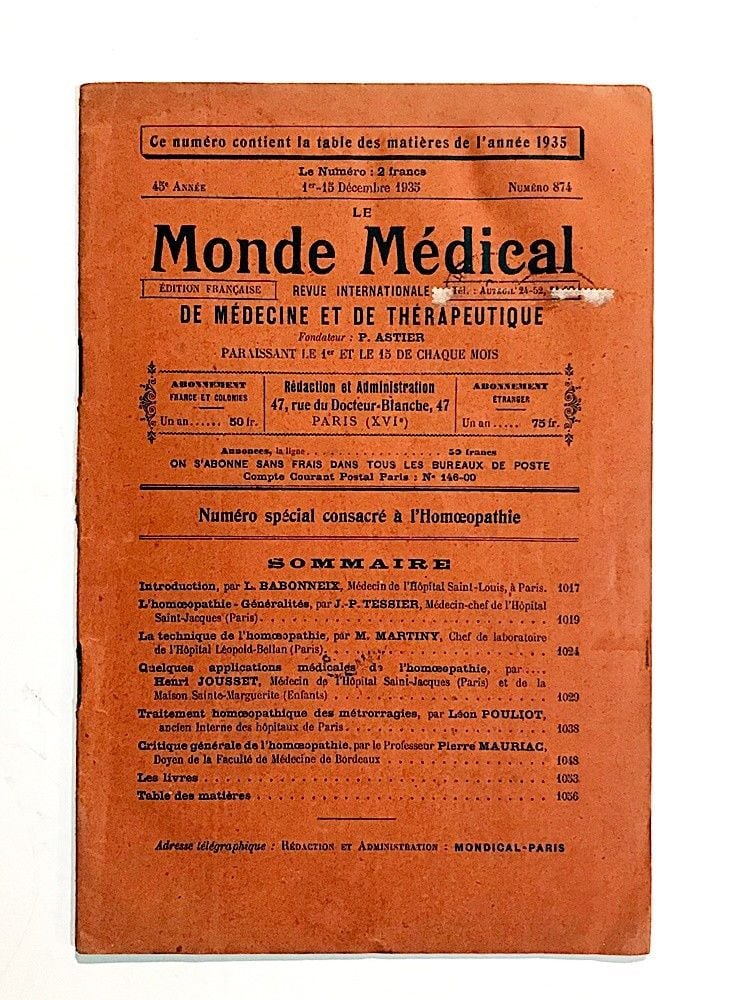 Ce numéro contient la table des matières de l'année 1935
Le Numéro : 2 francs
45e ANNÉE 1er-15 Décembre 1935 NUMÉRO 874
LE
Monde Médical
ÉDITION FRANÇAISE REVUE INTERNATIONALE Tél. : AUTEUIL 24-52,
DE MÉDECINE ET DE THÉRAPEUTIQUE
Fondateur : P. ASTIER
PARAISSANT LE 1er ET LE 15 DE CHAQUE MOIS
ABONNEMENT
FRANCE ET COLONIES
Un an...... 50 fr.
Rédaction et Administration
47, rue du Docteur-Blanche, 47
PARIS (XVIe)
ABONNEMENT
ÉTRANGER
Un an ..... 75 fr.
Annonces, la ligne . . . . . . . . . . . . . . . . . 50 francs
ON S'ABONNE SANS FRAIS DANS TOUS LES BUREAUX DE POSTE
Compte Courant Postal Paris : No 146-00
Numéro spécial consacré à l'Homœopathie
SOMMAIRE
Introduction, par L. BABONNEIX, Médecin de l'Hôpital Saint-Louis, à Paris. 1017
L'homœopathie - Généralités, par J.-P. TESSIER, Médecin-chef de l'Hôpital
Saint-Jacques (Paris) . . . . . . . . . . . . . . . . . . . . 1019
La technique de l'homœopathie, par M. MARTINY, Chef de laboratoire
de l'Hôpital Léopold-Bellan (Paris) . . . . . . . . . . . . . . . . 1024
Quelques applications médicales de l'homœopathie, par ....
Henri JOUSSET, Médecin de l'Hôpital Saint-Jacques (Paris) et de la
Maison Sainte-Marguerite (Enfants) . . . . . . . . . . . . . . . 1029
Traitement homœopathique des métrorragies, par Léon POULIOT,
ancien Interne des hôpitaux de Paris . . . . . . . . . . . . . . 1038
Critique générale de l'homœopathie, par le Professeur Pierre MAURIAC,
Doyen de la Faculté de Médecine de Bordeaux . . . . . . . . . . . 1048
Les livres . . . . . . . . . . . . . . . . . . . . . . . . 1053
Table des matières . . . . . . . . . . . . . . . . . . . . . 1056
Adresse télégraphique : RÉDACTION ET ADMINISTRATION : MONDICAL-PARIS